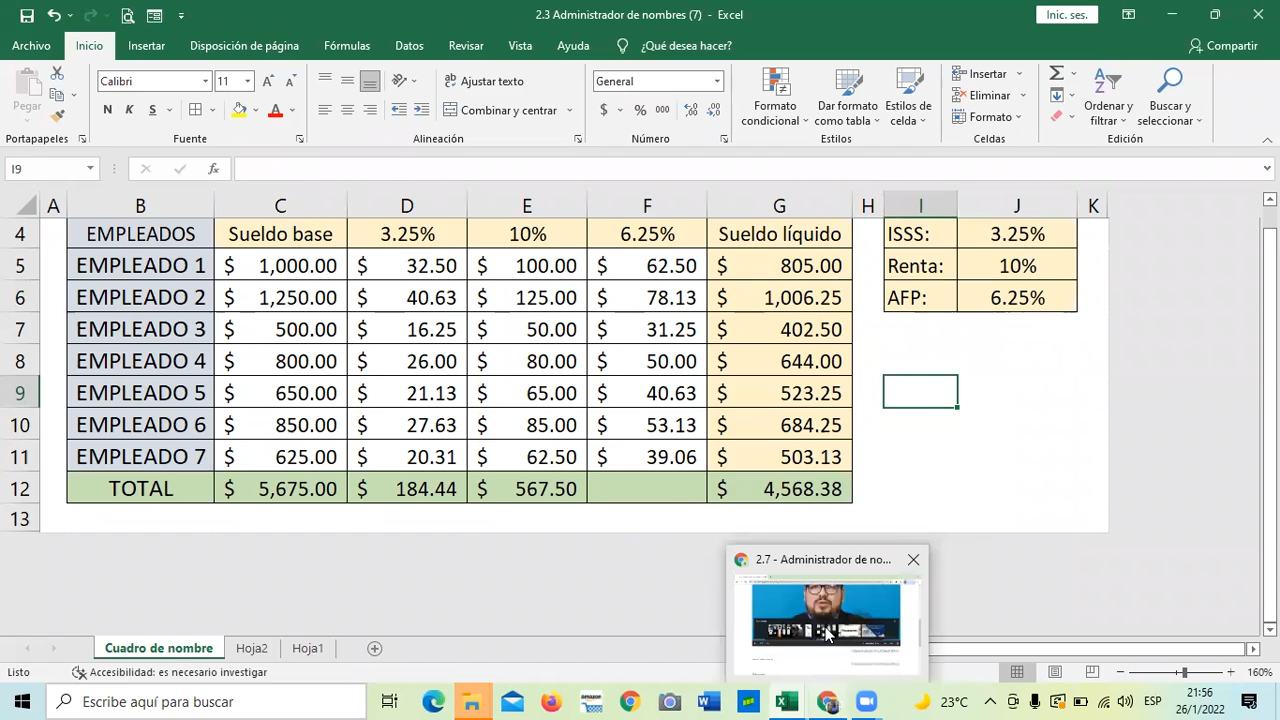 2.3 Administrador de nombres (7) – Excel
Inic. ses.
Archivo Inicio Insertar Disposición de página Fórmulas Datos Revisar Vista Ayuda ¿Qué desea hacer? Compartir
Pegar
Calibri 11
N K S
Ajustar texto
Combinar y centrar
General
$ % 000
Formato condicional
Dar formato como tabla
Estilos de celda
Insertar
Eliminar
Formato
Ordenar y filtrar
Buscar y seleccionar
Portapapeles Fuente Alineación Número Estilos Celdas Edición
I9 fx
A B C D E F G H I J K
4 EMPLEADOS Sueldo base 3.25% 10% 6.25% Sueldo líquido ISSS: 3.25%
5 EMPLEADO 1 $ 1,000.00 $ 32.50 $ 100.00 $ 62.50 $ 805.00 Renta: 10%
6 EMPLEADO 2 $ 1,250.00 $ 40.63 $ 125.00 $ 78.13 $ 1,006.25 AFP: 6.25%
7 EMPLEADO 3 $ 500.00 $ 16.25 $ 50.00 $ 31.25 $ 402.50
8 EMPLEADO 4 $ 800.00 $ 26.00 $ 80.00 $ 50.00 $ 644.00
9 EMPLEADO 5 $ 650.00 $ 21.13 $ 65.00 $ 40.63 $ 523.25
10 EMPLEADO 6 $ 850.00 $ 27.63 $ 85.00 $ 53.13 $ 684.25
11 EMPLEADO 7 $ 625.00 $ 20.31 $ 62.50 $ 39.06 $ 503.13
12 TOTAL $ 5,675.00 $ 184.44 $ 567.50 $ 4,568.38
13
2.7 - Administrador de no...
Cuadro de nombre Hoja2 Hoja1
Listo Accesibilidad: es necesario investigar 160%
Escribe aquí para buscar
amazon
23°C ESP 21:56
26/1/2022